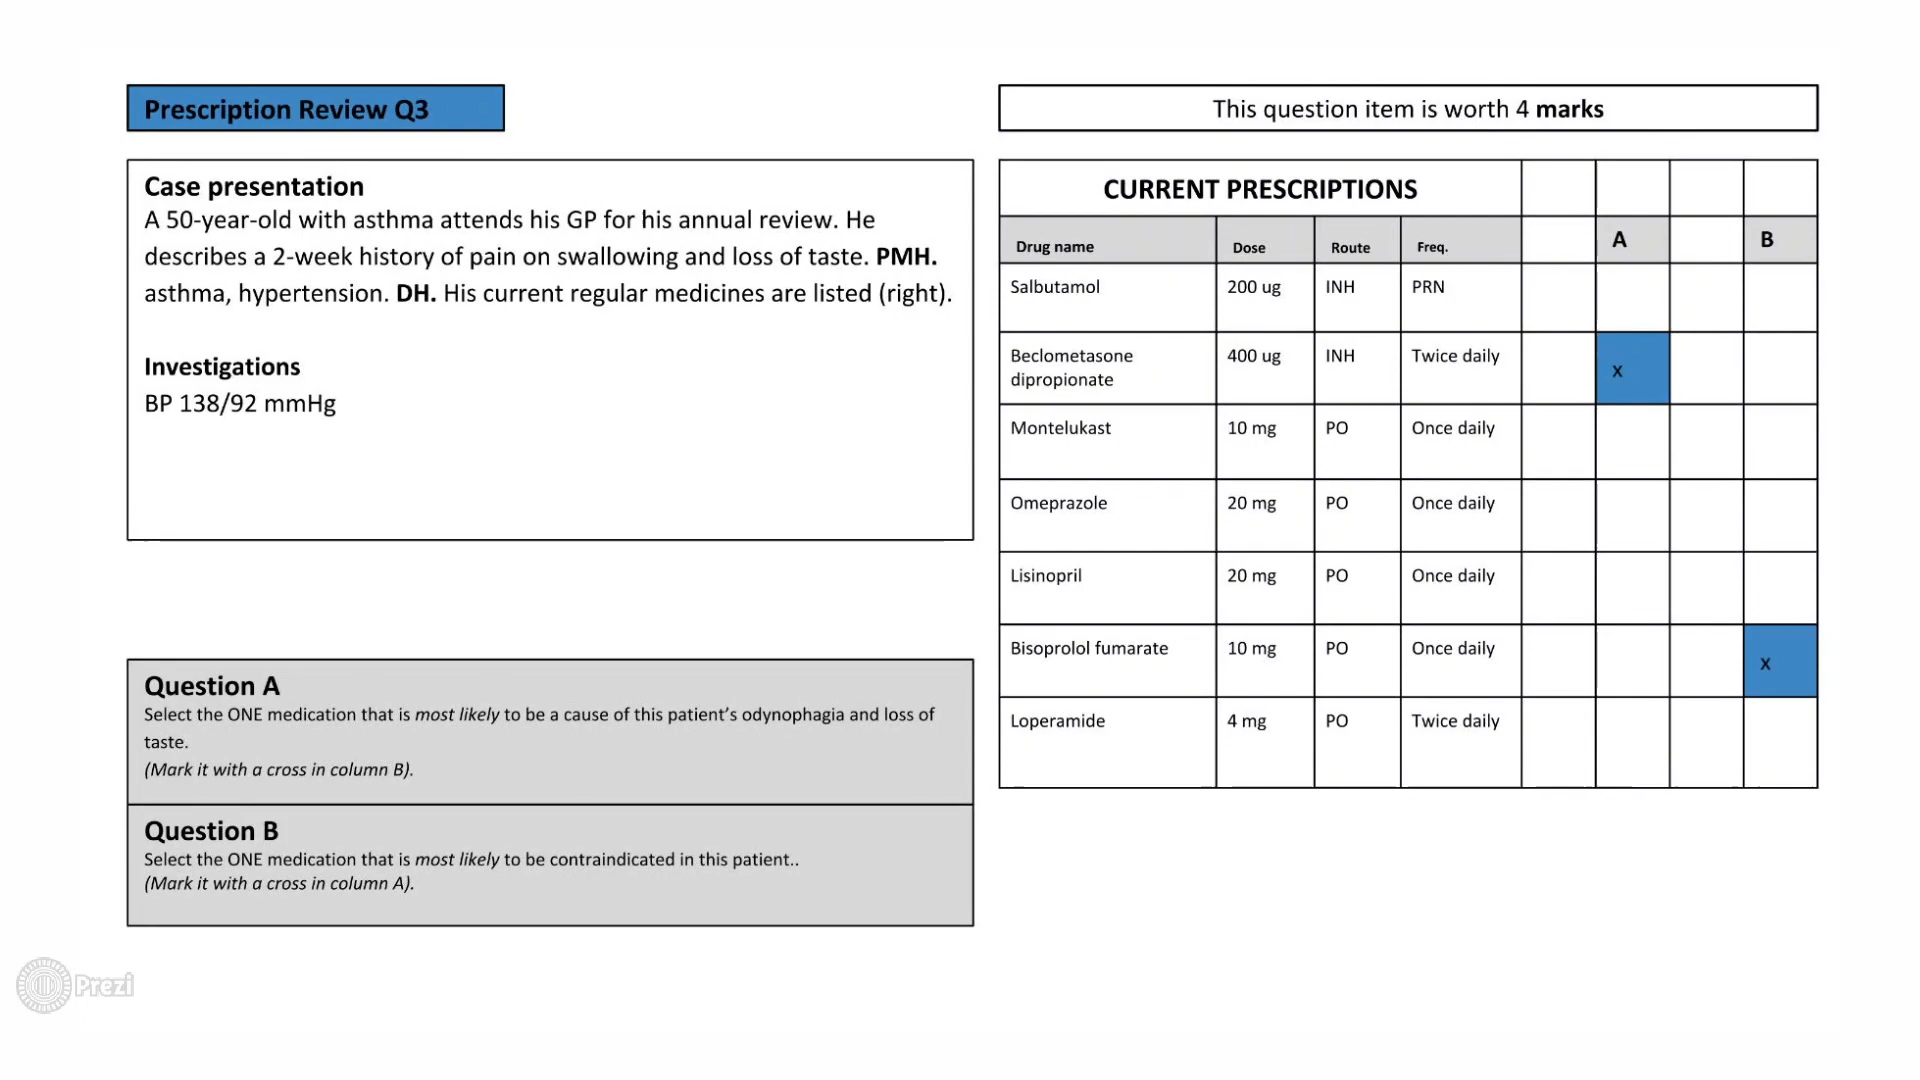 Prescription Review Q3
This question item is worth 4 marks
Case presentation
A 50-year-old with asthma attends his GP for his annual review. He
describes a 2-week history of pain on swallowing and loss of taste. PMH.
asthma, hypertension. DH. His current regular medicines are listed (right).
Investigations
BP 138/92 mmHg
Question A
Select the ONE medication that is most likely to be a cause of this patient’s odynophagia and loss of
taste.
(Mark it with a cross in column B).
Question B
Select the ONE medication that is most likely to be contraindicated in this patient..
(Mark it with a cross in column A).
CURRENT PRESCRIPTIONS
Drug name Dose Route Freq. A B
Salbutamol 200 ug INH PRN
Beclometasone 400 ug INH Twice daily x
dipropionate
Montelukast 10 mg PO Once daily
Omeprazole 20 mg PO Once daily
Lisinopril 20 mg PO Once daily
Bisoprolol fumarate 10 mg PO Once daily x
Loperamide 4 mg PO Twice daily
Prezi